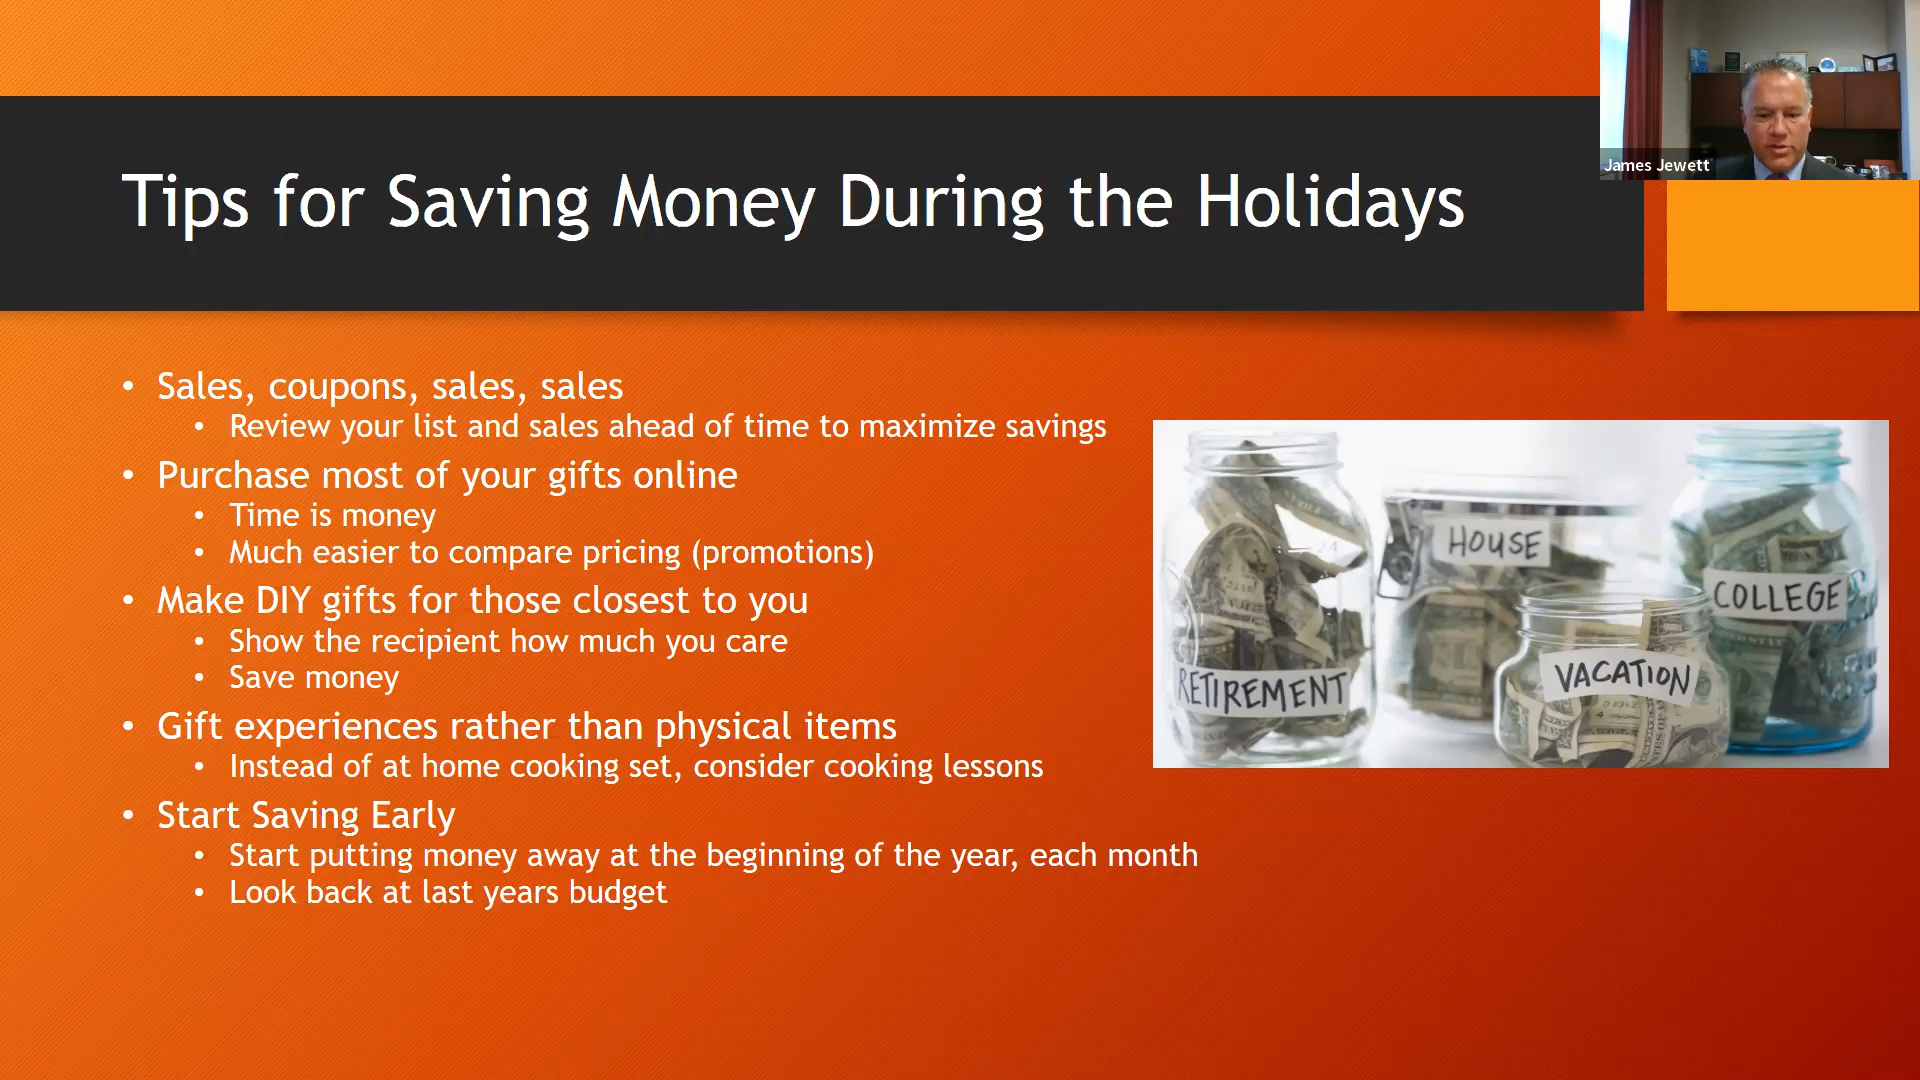 James Jewett
Tips for Saving Money During the Holidays
• Sales, coupons, sales, sales
• Review your list and sales ahead of time to maximize savings
• Purchase most of your gifts online
• Time is money
• Much easier to compare pricing (promotions)
• Make DIY gifts for those closest to you
• Show the recipient how much you care
• Save money
• Gift experiences rather than physical items
• Instead of at home cooking set, consider cooking lessons
• Start Saving Early
• Start putting money away at the beginning of the year, each month
• Look back at last years budget
HOUSE
COLLEGE
VACATION
RETIREMENT